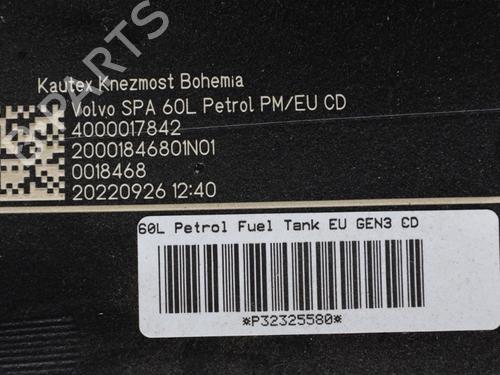 Kautex Knezmost Bohemia
Volvo SPA 60L Petrol PM/EU CD
4000017842
20001846801N01
0018468
20220926 12:40
60L Petrol Fuel Tank EU GEN3 CD
*P32325580*
B-PARTS